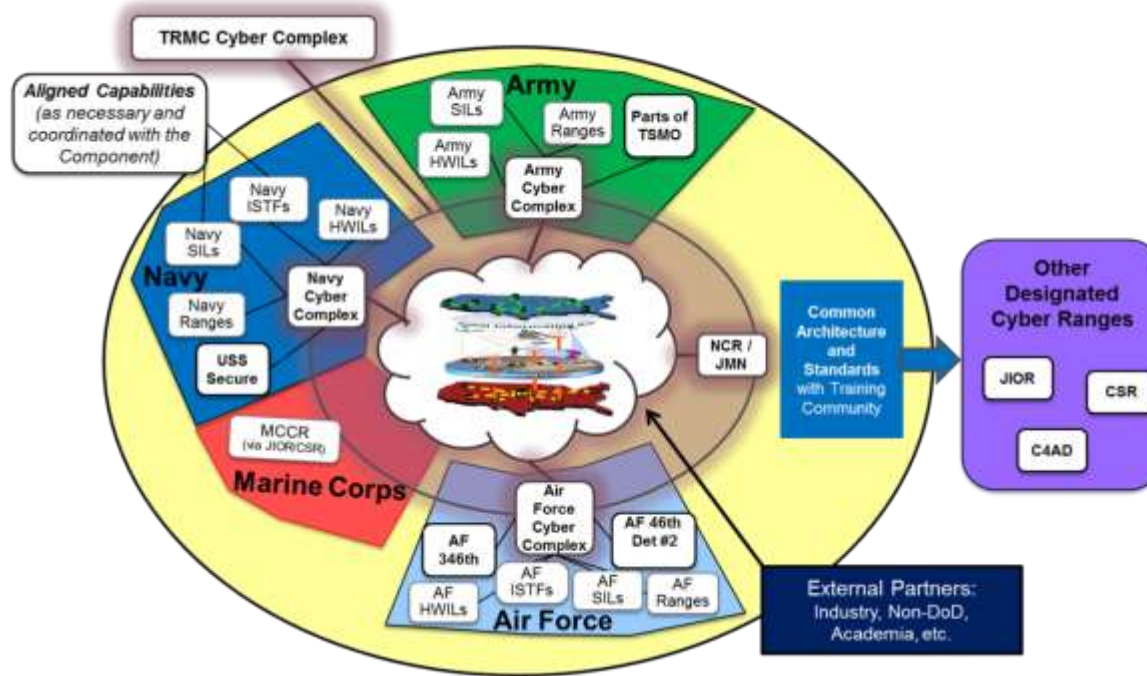 TRMC Cyber Complex
Aligned Capabilities
(as necessary and
coordinated with the
Component)
Army
Army
SILs
Army
Ranges
Parts of
TSMO
Army
HWILs
Army
Cyber
Complex
Navy
ISTFs
Navy
HWILs
Navy
SILs
Navy
Navy
Cyber
Complex
Navy
Ranges
USS
Secure
MCCR
(via JIOR/CSR)
Marine Corps
NCR /
JMN
Common
Architecture
and
Standards
with Training
Community
Other
Designated
Cyber Ranges
JIOR
CSR
C4AD
Air
Force
Cyber
Complex
AF
346th
AF 46th
Det #2
AF
HWILs
AF
ISTFs
AF
SILs
AF
Ranges
Air Force
External Partners:
Industry, Non-DoD,
Academia, etc.